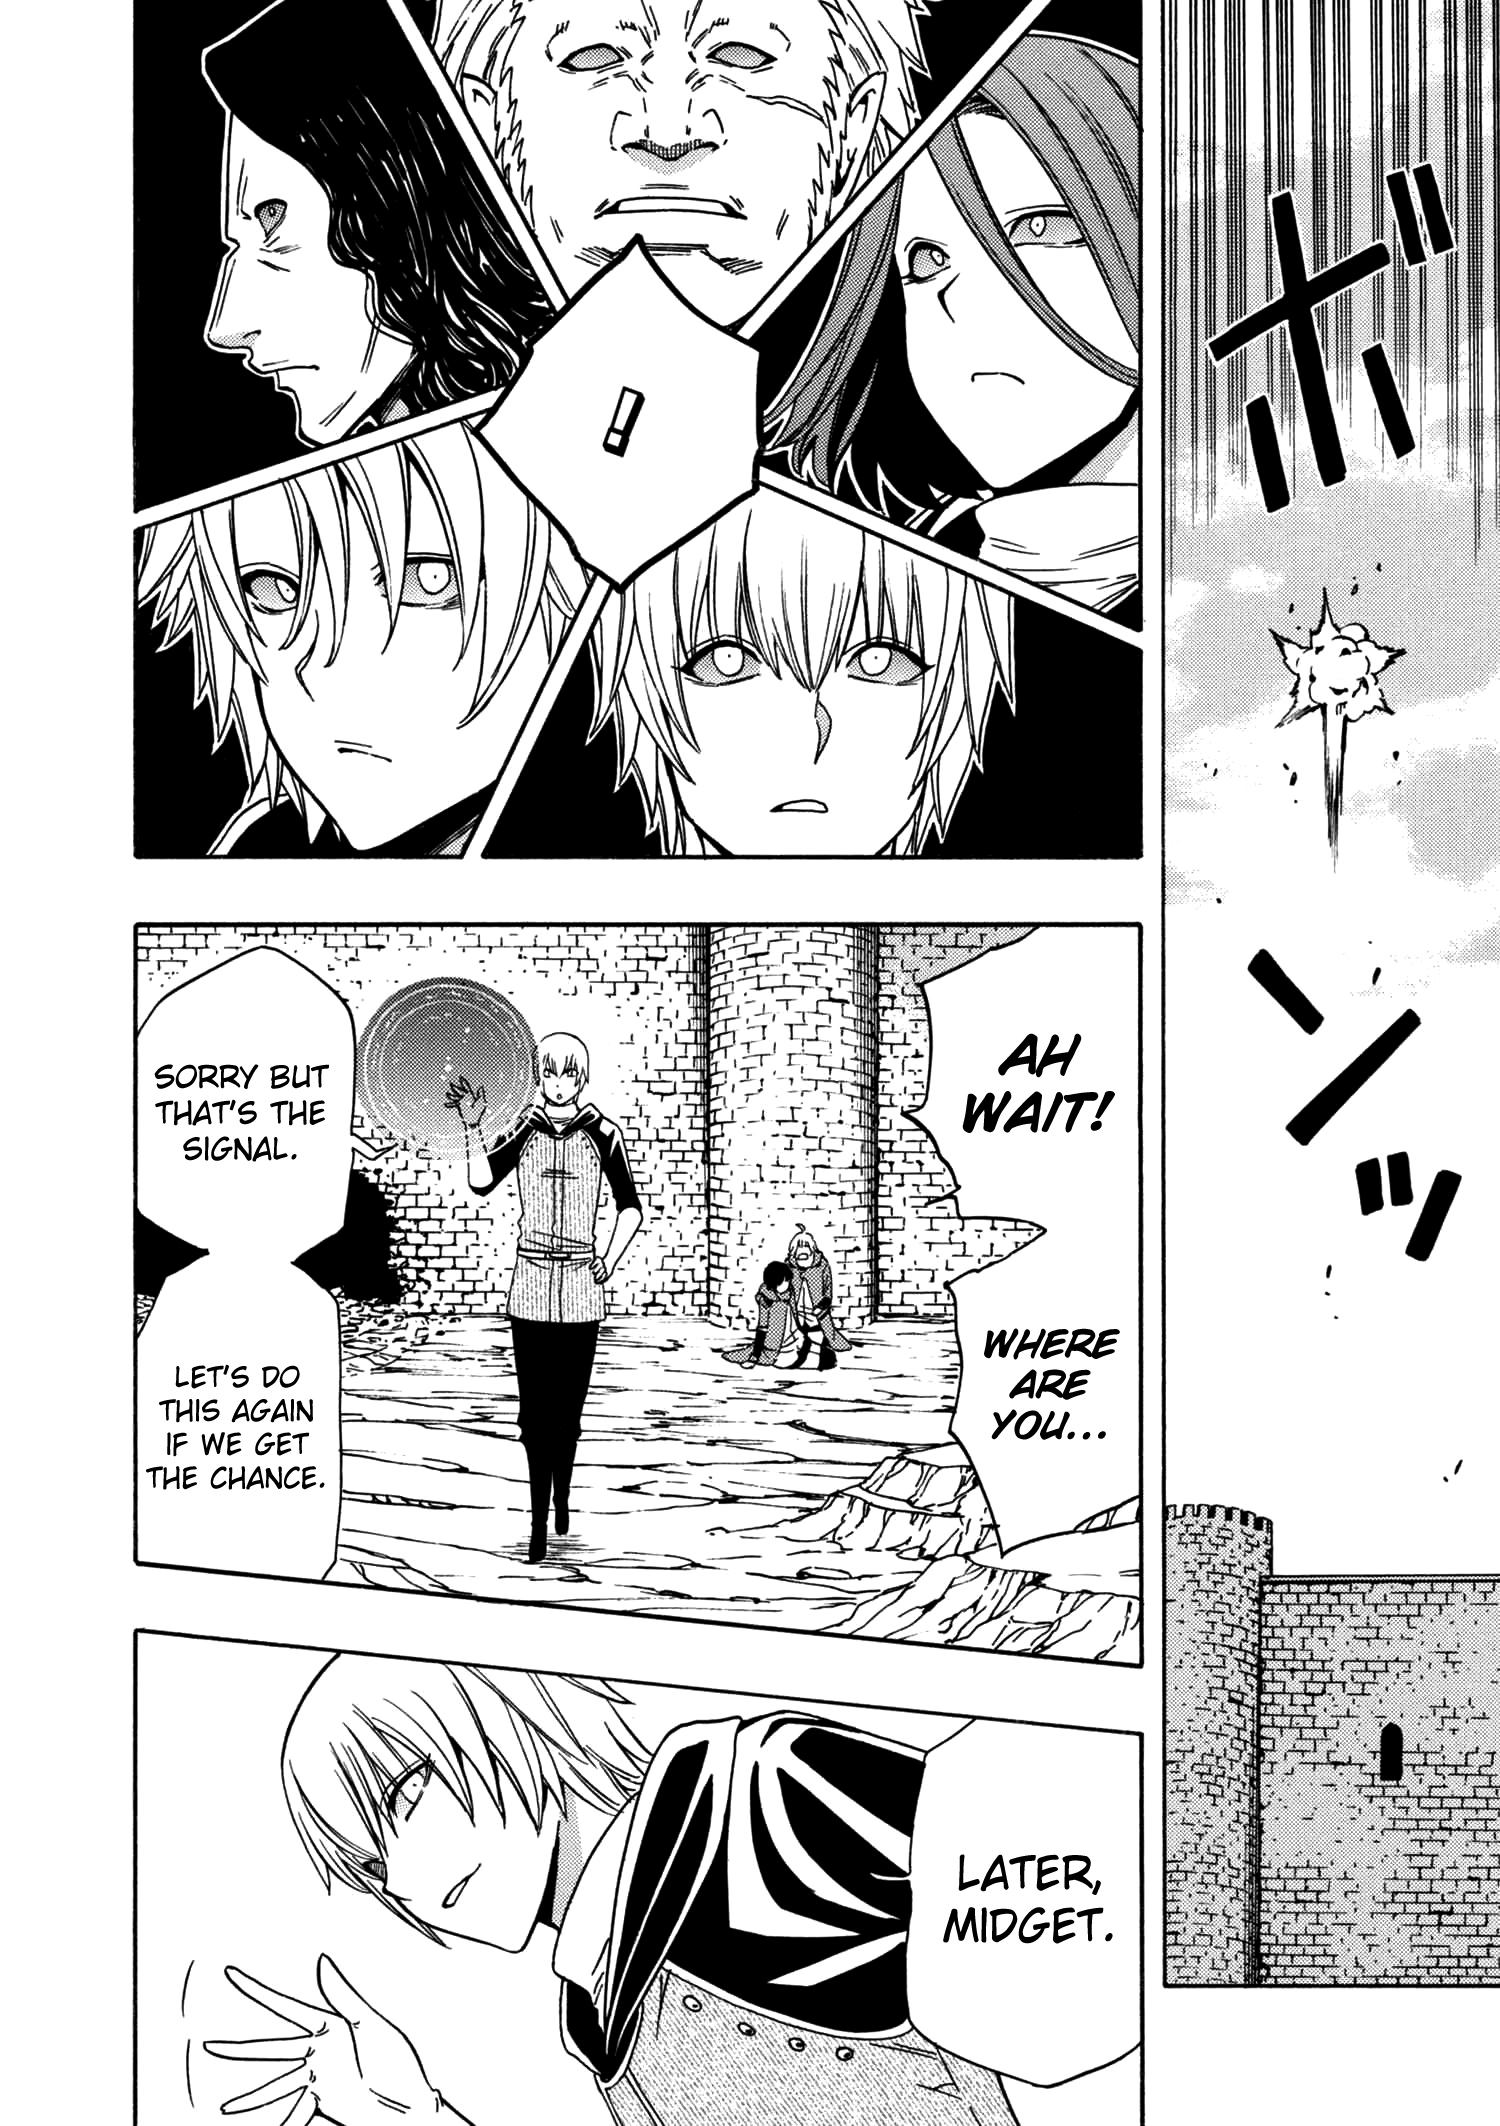 ボンッ
!
AH
WAIT!
WHERE
ARE
YOU...
SORRY BUT
THAT'S THE
SIGNAL.
LET'S DO
THIS AGAIN
IF WE GET
THE CHANCE.
LATER,
MIDGET.